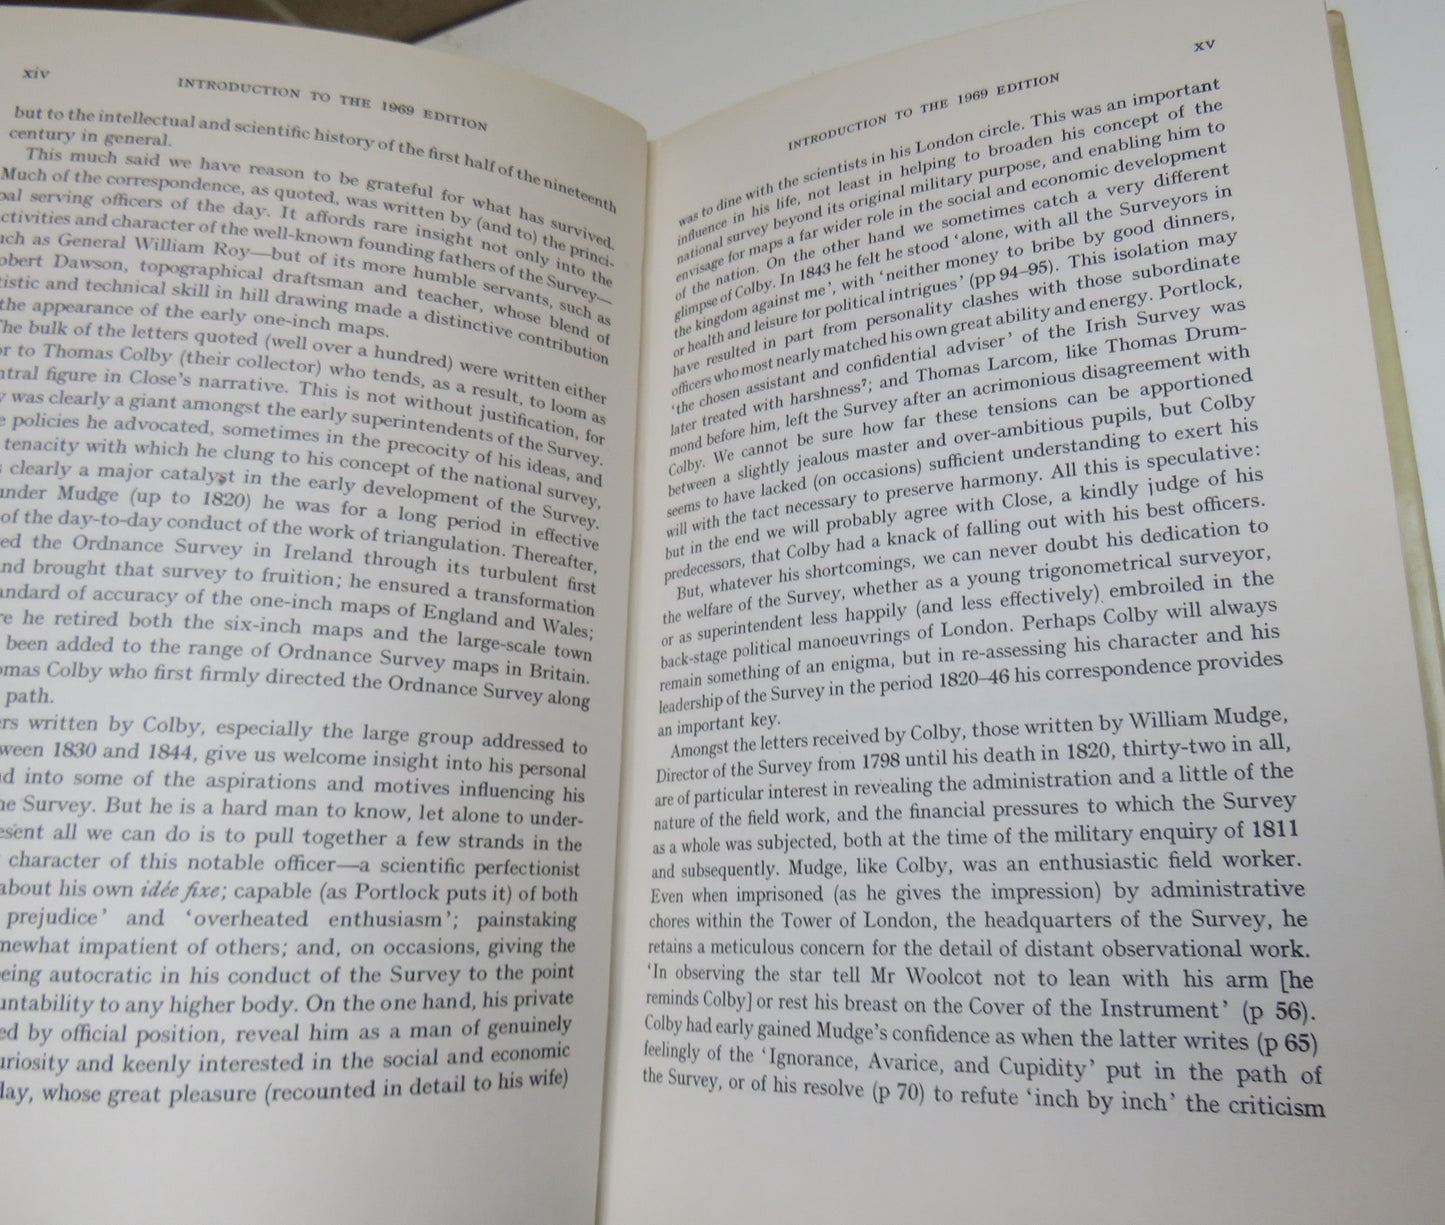 xiv
INTRODUCTION TO THE 1969 EDITION
but to the intellectual and scientific history of the first half of the nineteenth
century in general.
This much said we have reason to be grateful for what has survived.
Much of the correspondence, as quoted, was written by (and to) the princi-
pal serving officers of the day. It affords rare insight not only into the
activities and character of the well-known founding fathers of the Survey—
such as General William Roy—but of its more humble servants, such as
Robert Dawson, topographical draftsman and teacher, whose blend of
artistic and technical skill in hill drawing made a distinctive contribution
the appearance of the early one-inch maps.
The bulk of the letters quoted (well over a hundred) were written either
or to Thomas Colby (their collector) who tends, as a result, to loom as
central figure in Close's narrative. This is not without justification, for
was clearly a giant amongst the early superintendents of the Survey.
policies he advocated, sometimes in the precocity of his ideas, and
tenacity with which he clung to his concept of the national survey,
clearly a major catalyst in the early development of the Survey.
under Mudge (up to 1820) he was for a long period in effective
of the day-to-day conduct of the work of triangulation. Thereafter,
ed the Ordnance Survey in Ireland through its turbulent first
nd brought that survey to fruition; he ensured a transformation
andard of accuracy of the one-inch maps of England and Wales;
re he retired both the six-inch maps and the large-scale town
been added to the range of Ordnance Survey maps in Britain.
omas Colby who first firmly directed the Ordnance Survey along
path.
ers written by Colby, especially the large group addressed to
ween 1830 and 1844, give us welcome insight into his personal
d into some of the aspirations and motives influencing his
he Survey. But he is a hard man to know, let alone to under-
esent all we can do is to pull together a few strands in the
character of this notable officer—a scientific perfectionist
about his own idée fixe; capable (as Portlock puts it) of both
prejudice' and 'overheated enthusiasm'; painstaking
mewhat impatient of others; and, on occasions, giving the
eing autocratic in his conduct of the Survey to the point
untability to any higher body. On the one hand, his private
ed by official position, reveal him as a man of genuinely
uriosity and keenly interested in the social and economic
lay, whose great pleasure (recounted in detail to his wife)
xv
INTRODUCTION TO THE 1969 EDITION
was to dine with the scientists in his London circle. This was an important
influence in his life, not least in helping to broaden his concept of the
national survey beyond its original military purpose, and enabling him to
envisage for maps a far wider role in the social and economic development
of the nation. On the other hand we sometimes catch a very different
glimpse of Colby. In 1843 he felt he stood 'alone, with all the Surveyors in
the kingdom against me', with 'neither money to bribe by good dinners,
or health and leisure for political intrigues' (pp 94–95). This isolation may
have resulted in part from personality clashes with those subordinate
officers who most nearly matched his own great ability and energy. Portlock,
'the chosen assistant and confidential adviser' of the Irish Survey was
later treated with harshness⁷; and Thomas Larcom, like Thomas Drum-
mond before him, left the Survey after an acrimonious disagreement with
Colby. We cannot be sure how far these tensions can be apportioned
between a slightly jealous master and over-ambitious pupils, but Colby
seems to have lacked (on occasions) sufficient understanding to exert his
will with the tact necessary to preserve harmony. All this is speculative:
but in the end we will probably agree with Close, a kindly judge of his
predecessors, that Colby had a knack of falling out with his best officers.
But, whatever his shortcomings, we can never doubt his dedication to
the welfare of the Survey, whether as a young trigonometrical surveyor,
or as superintendent less happily (and less effectively) embroiled in the
back-stage political manoeuvrings of London. Perhaps Colby will always
remain something of an enigma, but in re-assessing his character and his
leadership of the Survey in the period 1820–46 his correspondence provides
an important key.
Amongst the letters received by Colby, those written by William Mudge,
Director of the Survey from 1798 until his death in 1820, thirty-two in all,
are of particular interest in revealing the administration and a little of the
nature of the field work, and the financial pressures to which the Survey
as a whole was subjected, both at the time of the military enquiry of 1811
and subsequently. Mudge, like Colby, was an enthusiastic field worker.
Even when imprisoned (as he gives the impression) by administrative
chores within the Tower of London, the headquarters of the Survey, he
retains a meticulous concern for the detail of distant observational work.
'In observing the star tell Mr Woolcot not to lean with his arm [he
reminds Colby] or rest his breast on the Cover of the Instrument' (p 56).
Colby had early gained Mudge's confidence as when the latter writes (p 65)
feelingly of the 'Ignorance, Avarice, and Cupidity' put in the path of
the Survey, or of his resolve (p 70) to refute 'inch by inch' the criticism